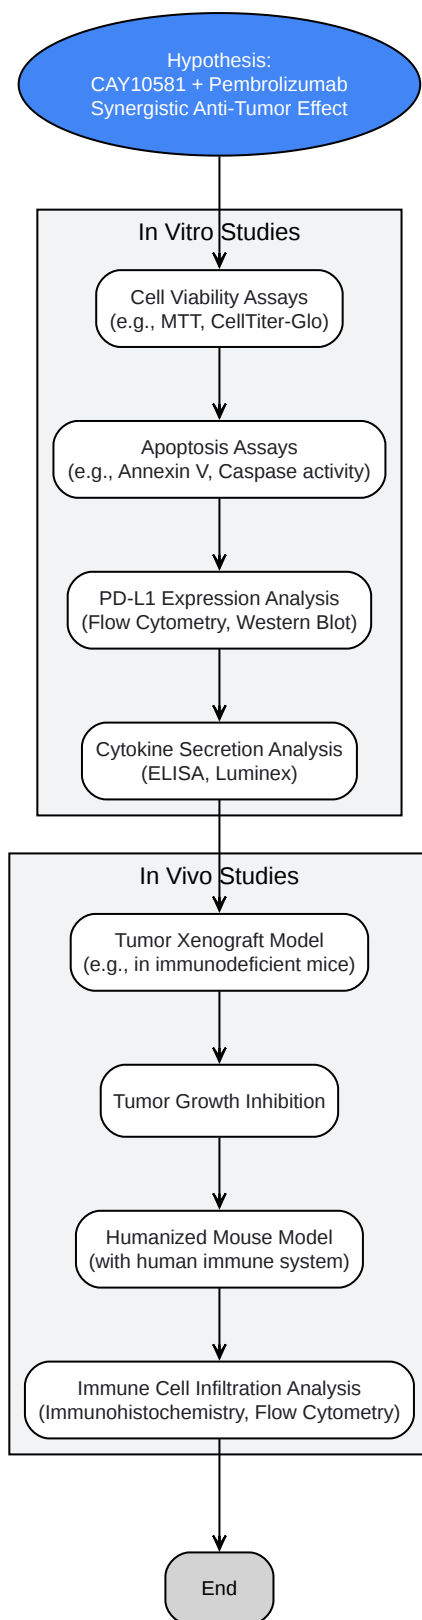 Hypothesis:
CAY10581 + Pembrolizumab
Synergistic Anti-Tumor Effect
In Vitro Studies
Cell Viability Assays
(e.g., MTT, CellTiter-Glo)
Apoptosis Assays
(e.g., Annexin V, Caspase activity)
PD-L1 Expression Analysis
(Flow Cytometry, Western Blot)
Cytokine Secretion Analysis
(ELISA, Luminex)
In Vivo Studies
Tumor Xenograft Model
(e.g., in immunodeficient mice)
Tumor Growth Inhibition
Humanized Mouse Model
(with human immune system)
Immune Cell Infiltration Analysis
(Immunohistochemistry, Flow Cytometry)
End